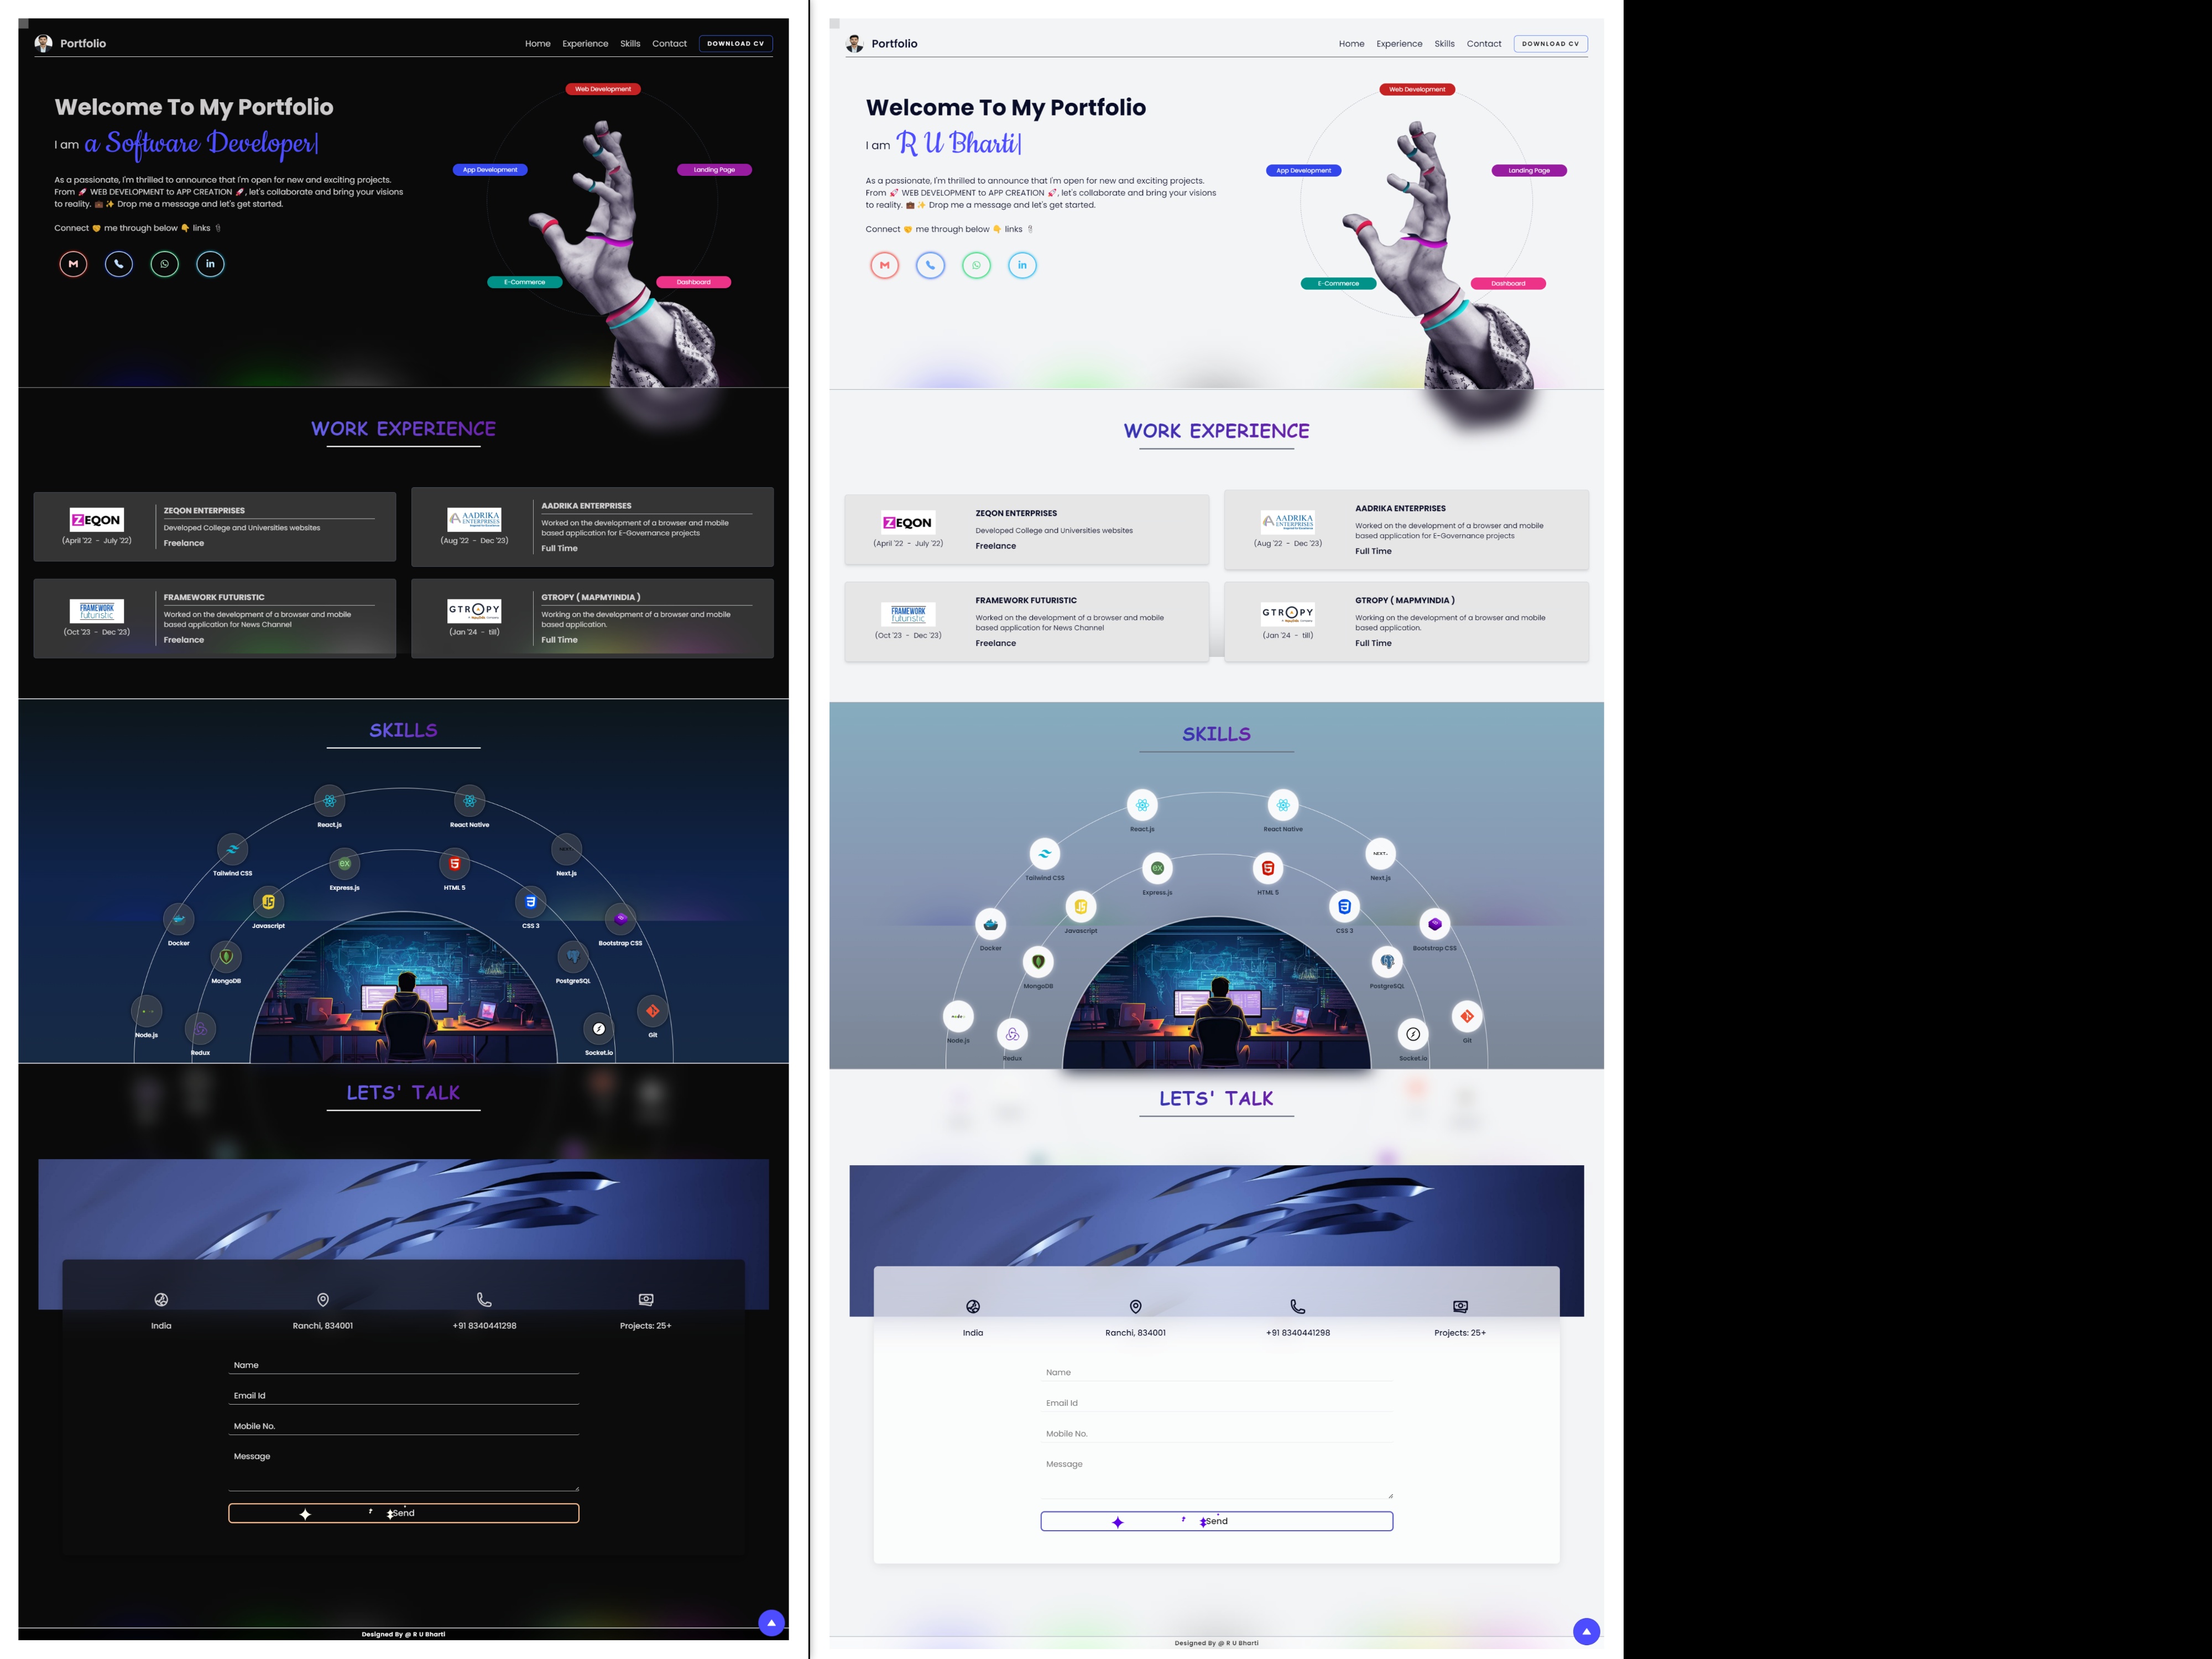 Portfolio
Home Experience Skills Contact DOWNLOAD CV
Welcome To My Portfolio
I am a Software Developer|
As a passionate, I'm thrilled to announce that I'm open for new and exciting projects.
From 🚀 WEB DEVELOPMENT to APP CREATION 🚀, let's collaborate and bring your visions
to reality. 💼 ✨ Drop me a message and let's get started.
Connect 🤝 me through below 👇 links 🖇
Web Development
App Development
Landing Page
E-Commerce
Dashboard
WORK EXPERIENCE
ZEQON
(April '22 - July '22)
ZEQON ENTERPRISES
Developed College and Universities websites
Freelance
AADRIKA
ENTERPRISES
(Aug '22 - Dec '23)
AADRIKA ENTERPRISES
Worked on the development of a browser and mobile
based application for E-Governance projects
Full Time
FRAMEWORK
futuristic
(Oct '23 - Dec '23)
FRAMEWORK FUTURISTIC
Worked on the development of a browser and mobile
based application for News Channel
Freelance
GTROPY
(Jan '24 - till)
GTROPY ( MAPMYINDIA )
Working on the development of a browser and mobile
based application.
Full Time
SKILLS
React.js
React Native
Tailwind CSS
Express.js
HTML 5
Next.js
Javascript
CSS 3
Docker
Bootstrap CSS
MongoDB
PostgreSQL
Node.js
Redux
Socket.io
Git
LETS' TALK
India
Ranchi, 834001
+91 8340441298
Projects: 25+
Name
Email Id
Mobile No.
Message
Send
Designed By @ R U Bharti
Portfolio
Home Experience Skills Contact DOWNLOAD CV
Welcome To My Portfolio
I am R U Bharti|
As a passionate, I'm thrilled to announce that I'm open for new and exciting projects.
From 🚀 WEB DEVELOPMENT to APP CREATION 🚀, let's collaborate and bring your visions
to reality. 💼 ✨ Drop me a message and let's get started.
Connect 🤝 me through below 👇 links 🖇
Web Development
App Development
Landing Page
E-Commerce
Dashboard
WORK EXPERIENCE
ZEQON
(April '22 - July '22)
ZEQON ENTERPRISES
Developed College and Universities websites
Freelance
AADRIKA
ENTERPRISES
(Aug '22 - Dec '23)
AADRIKA ENTERPRISES
Worked on the development of a browser and mobile
based application for E-Governance projects
Full Time
FRAMEWORK
futuristic
(Oct '23 - Dec '23)
FRAMEWORK FUTURISTIC
Worked on the development of a browser and mobile
based application for News Channel
Freelance
GTROPY
(Jan '24 - till)
GTROPY ( MAPMYINDIA )
Working on the development of a browser and mobile
based application.
Full Time
SKILLS
React.js
React Native
Tailwind CSS
Express.js
HTML 5
NEXT.
Next.js
Javascript
CSS 3
Docker
Bootstrap CSS
MongoDB
PostgreSQL
Node.js
Redux
Socket.io
Git
LETS' TALK
India
Ranchi, 834001
+91 8340441298
Projects: 25+
Name
Email Id
Mobile No.
Message
Send
Designed By @ R U Bharti